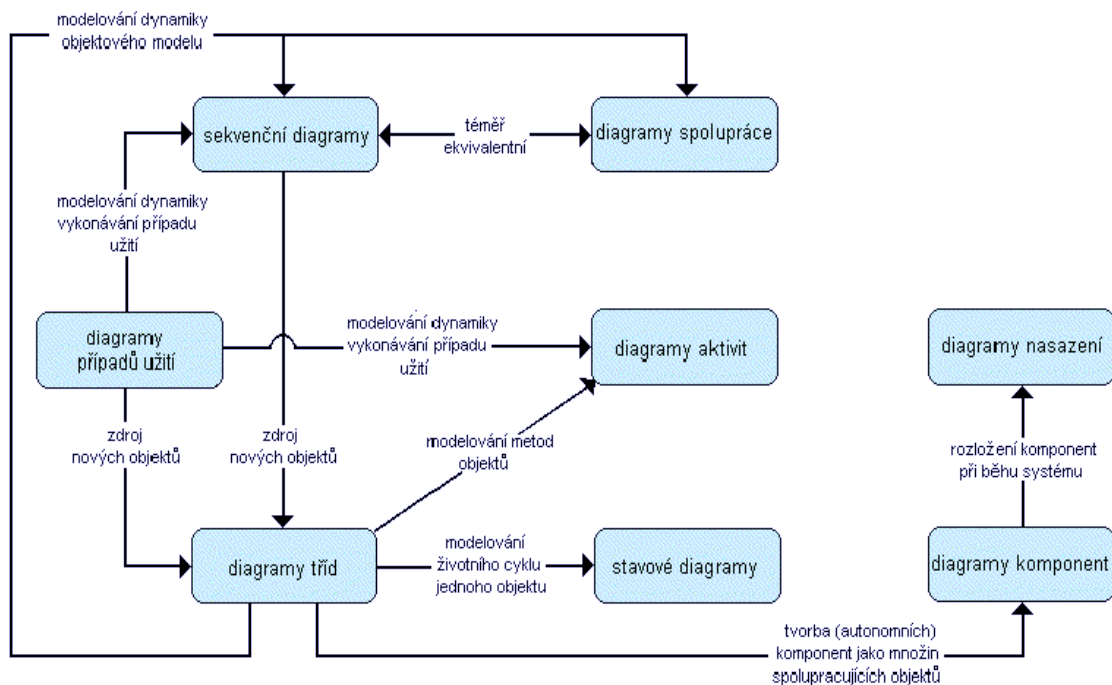 modelování dynamiky
objektového modelu
sekvenční diagramy
téměř
ekvivalentní
diagramy spolupráce
modelování dynamiky
vykonávání případu
užití
diagramy
případů užití
modelování dynamiky
vykonávání případu
užití
diagramy aktivit
diagramy nasazení
zdroj
nových objektů
zdroj
nových objektů
modelování metod
objektů
rozložení komponent
při běhu systému
diagramy tříd
modelování
životního cyklu
jednoho objektu
stavové diagramy
diagramy komponent
tvorba (autonomních)
komponent jako množin
spolupracujících objektů